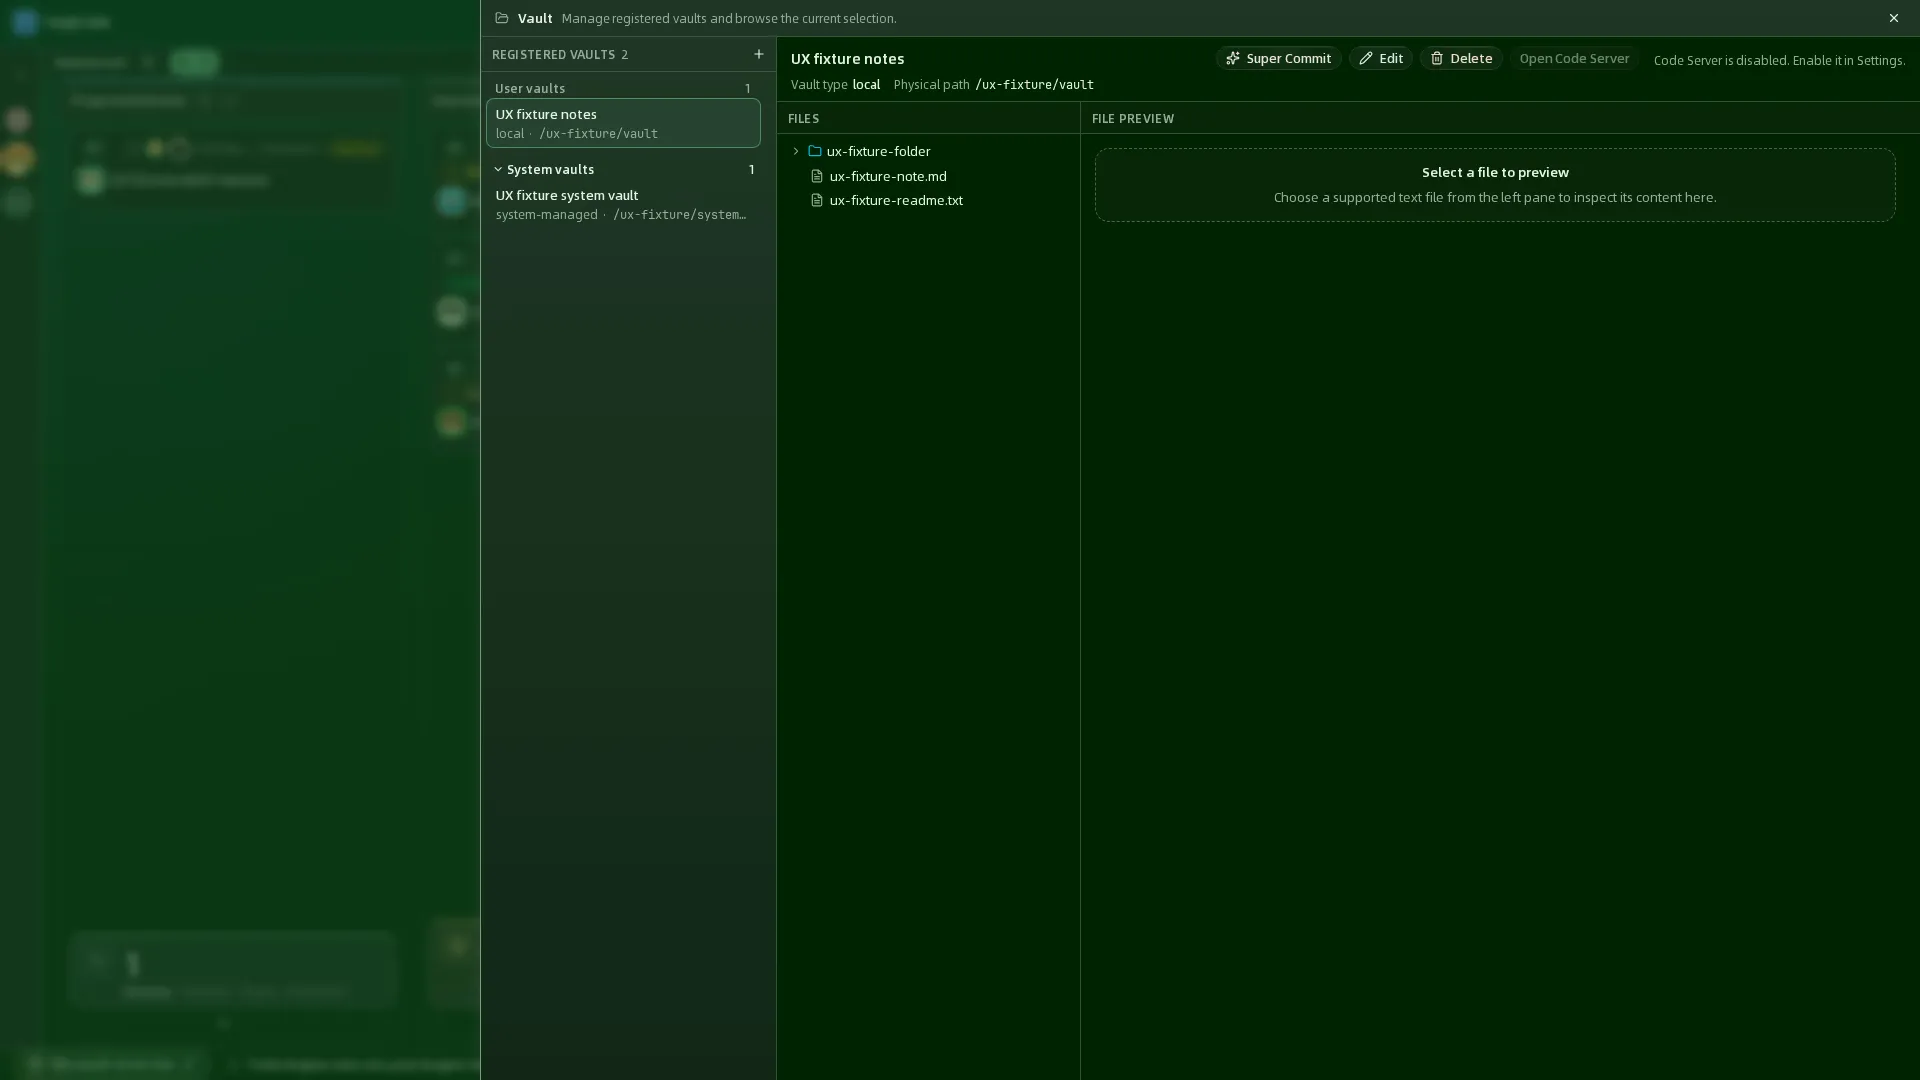 Vault Manage registered vaults and browse the current selection.
REGISTERED VAULTS 2
User vaults 1
UX fixture notes
local · /ux-fixture/vault
System vaults 1
UX fixture system vault
system-managed · /ux-fixture/system…
UX fixture notes
Super Commit Edit Delete Open Code Server Code Server is disabled. Enable it in Settings.
Vault type local Physical path /ux-fixture/vault
FILES
ux-fixture-folder
ux-fixture-note.md
ux-fixture-readme.txt
FILE PREVIEW
Select a file to preview
Choose a supported text file from the left pane to inspect its content here.